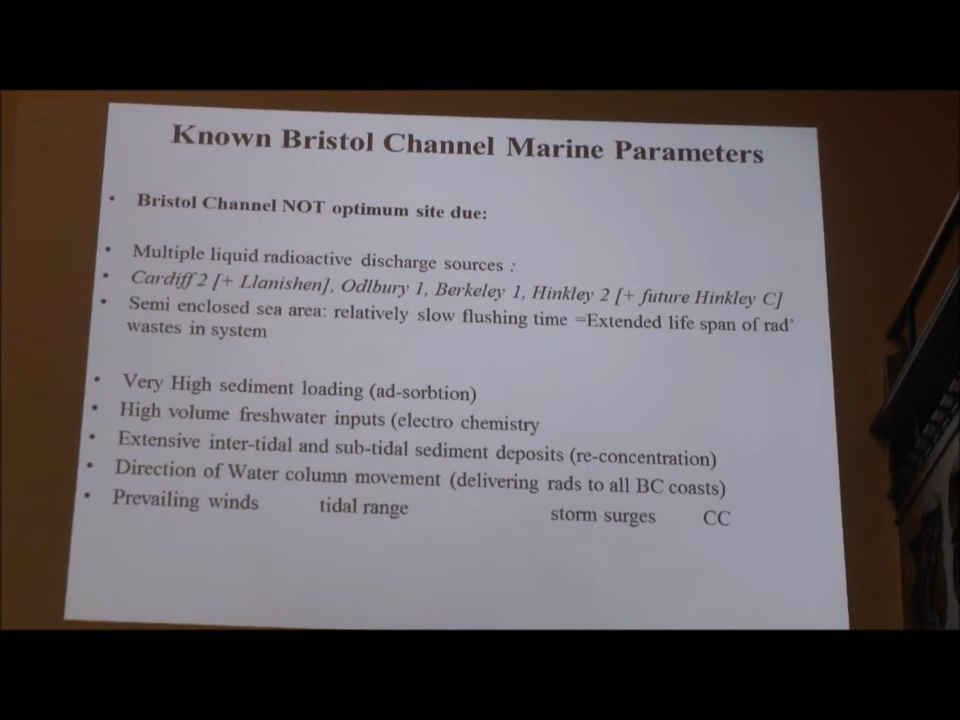 Known Bristol Channel Marine Parameters
• Bristol Channel NOT optimum site due:
• Multiple liquid radioactive discharge sources :
• Cardiff 2 [+ Llanishen], Odlbury 1, Berkeley 1, Hinkley 2 [+ future Hinkley C]
• Semi enclosed sea area: relatively slow flushing time =Extended life span of rad'
wastes in system
• Very High sediment loading (ad-sorbtion)
• High volume freshwater inputs (electro chemistry
• Extensive inter-tidal and sub-tidal sediment deposits (re-concentration)
• Direction of Water column movement (delivering rads to all BC coasts)
• Prevailing winds tidal range storm surges CC